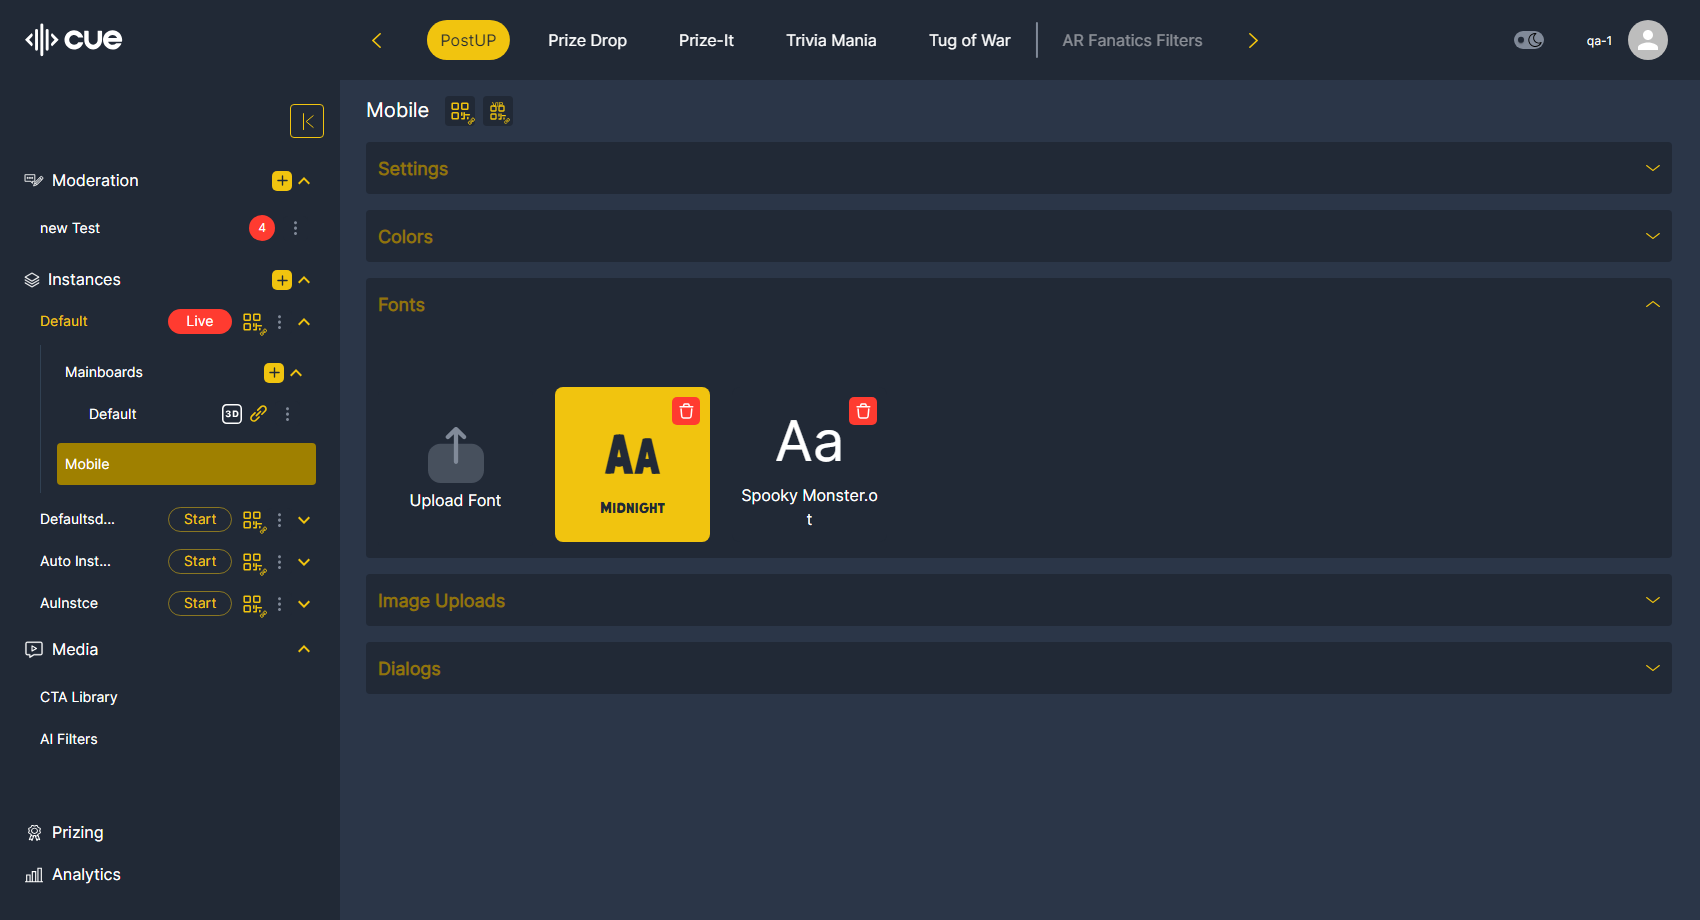 cue
PostUP
Prize Drop
Prize-It
Trivia Mania
Tug of War
AR Fanatics Filters
qa-1
Moderation
new Test
4
Instances
Default
Live
Mainboards
Default
3D
Mobile
Defaultsd...
Start
Auto Inst...
Start
AuInstce
Start
Media
CTA Library
AI Filters
Prizing
Analytics
Mobile
VIP
Settings
Colors
Fonts
Upload Font
Aa
Midnight
Aa
Spooky Monster.o
t
Image Uploads
Dialogs